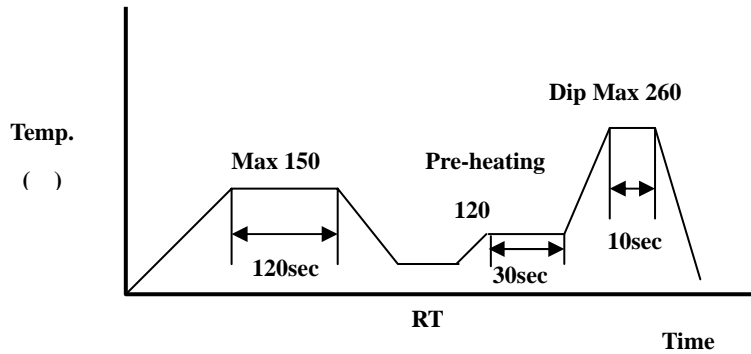 Dip Max 260
Temp.
( )
Max 150
Pre-heating
120
120sec
30sec
10sec
RT
Time